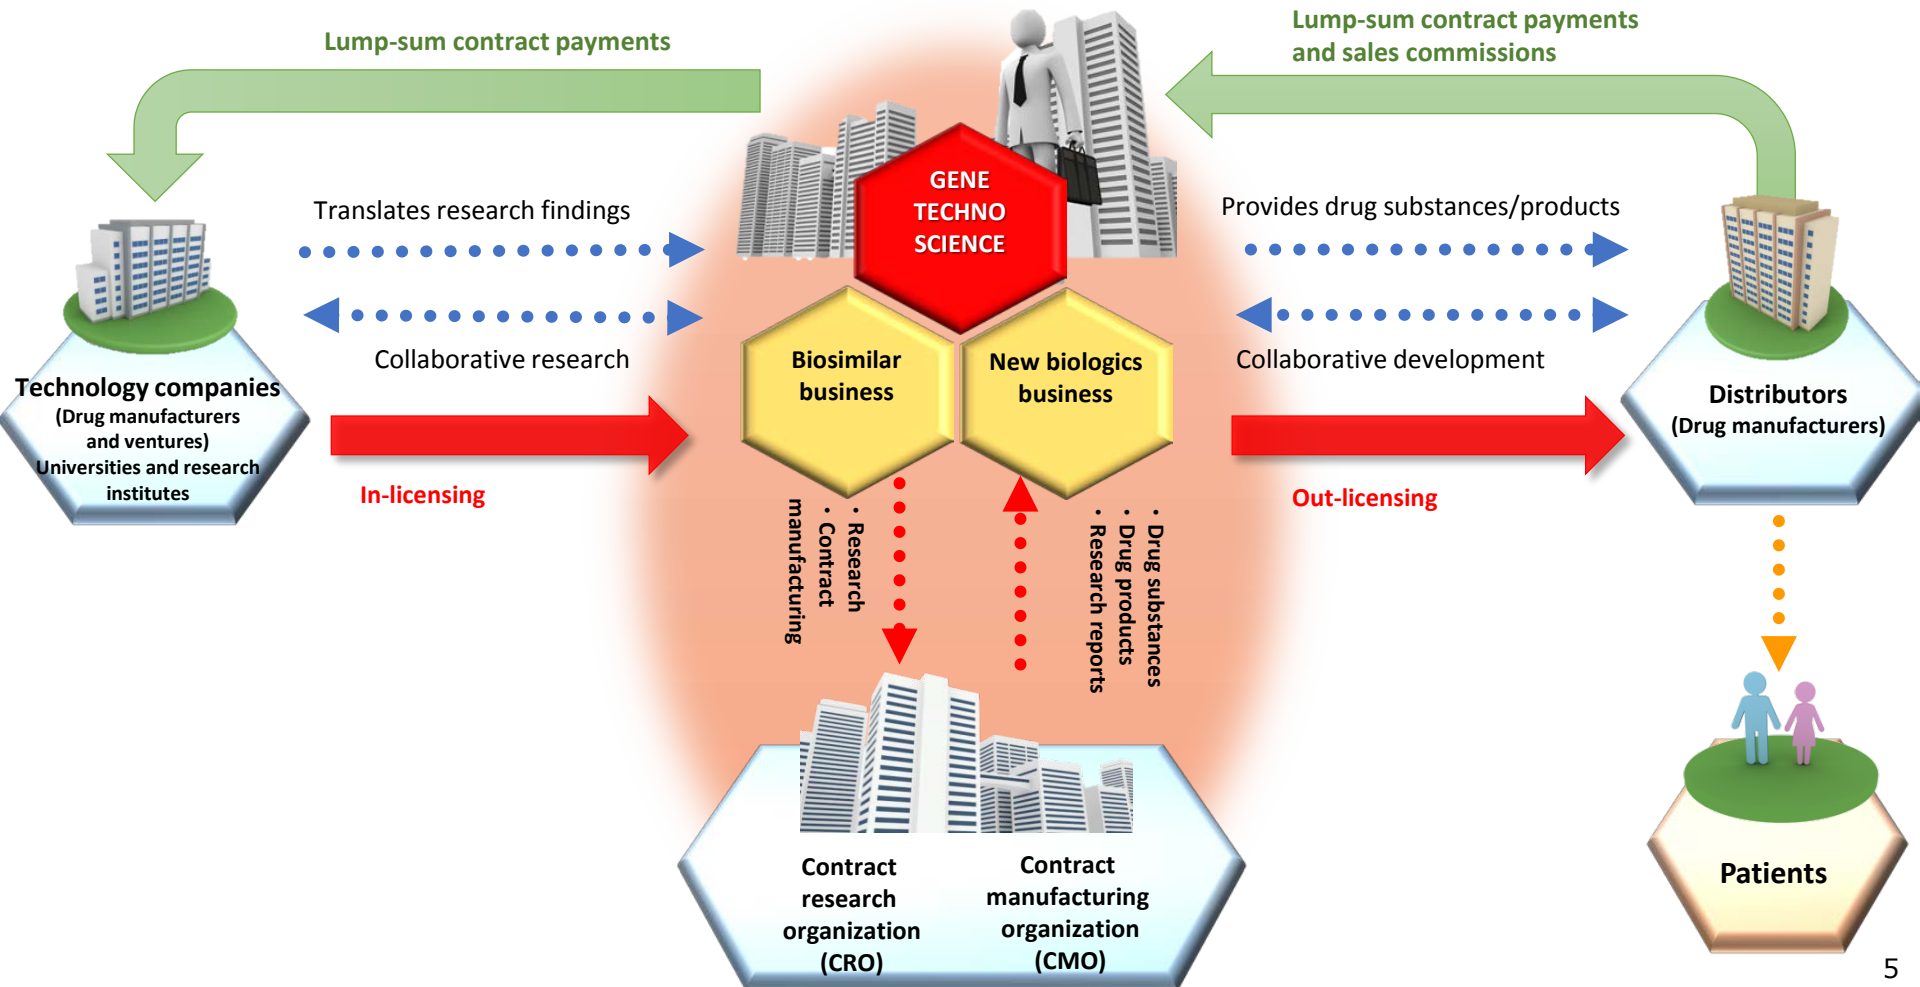 Lump-sum contract payments
Lump-sum contract payments
and sales commissions
GENE
TECHNO
SCIENCE
Translates research findings
Provides drug substances/products
Collaborative research
Collaborative development
Biosimilar
business
New biologics
business
Technology companies
(Drug manufacturers
and ventures)
Universities and research
institutes
Distributors
(Drug manufacturers)
In-licensing
Out-licensing
・Research
・Contract
manufacturing
・Drug substances
・Drug products
・Research reports
Contract
research
organization
(CRO)
Contract
manufacturing
organization
(CMO)
Patients
5